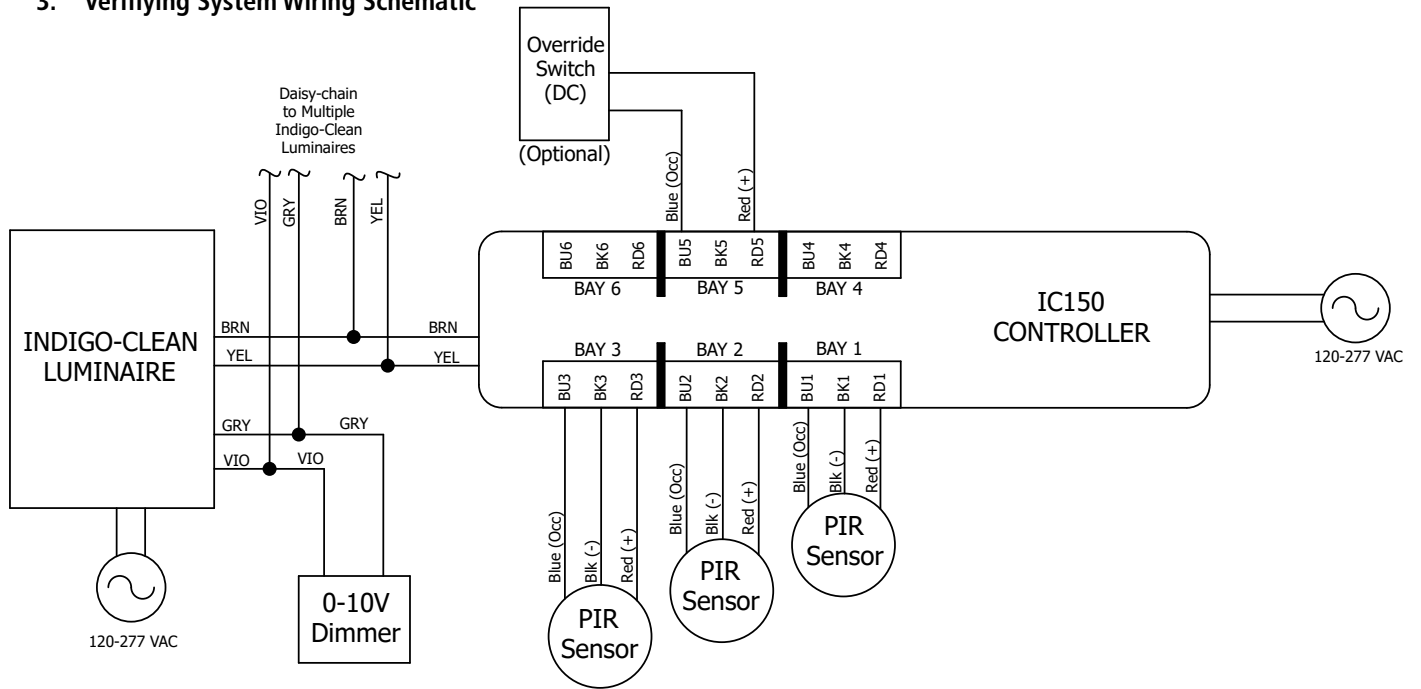 3. Verifiying System Wiring Schematic
Override
Switch
(DC)
(Optional)
Daisy-chain
to Multiple
Indigo-Clean
Luminaires
VIO
GRY
BRN
YEL
Blue (Occ)
Red (+)
BU6
BK6
RD6
BU5
BK5
RD5
BU4
BK4
RD4
BAY 6
BAY 5
BAY 4
INDIGO-CLEAN
LUMINAIRE
BRN
BRN
YEL
YEL
GRY
GRY
VIO
VIO
IC150
CONTROLLER
120-277 VAC
BAY 3
BAY 2
BAY 1
BU3
BK3
RD3
BU2
BK2
RD2
BU1
BK1
RD1
Blue (Occ)
Blk (-)
Red (+)
Blue (Occ)
Blk (-)
Red (+)
Blue (Occ)
Blk (-)
Red (+)
PIR
Sensor
PIR
Sensor
PIR
Sensor
0-10V
Dimmer
120-277 VAC